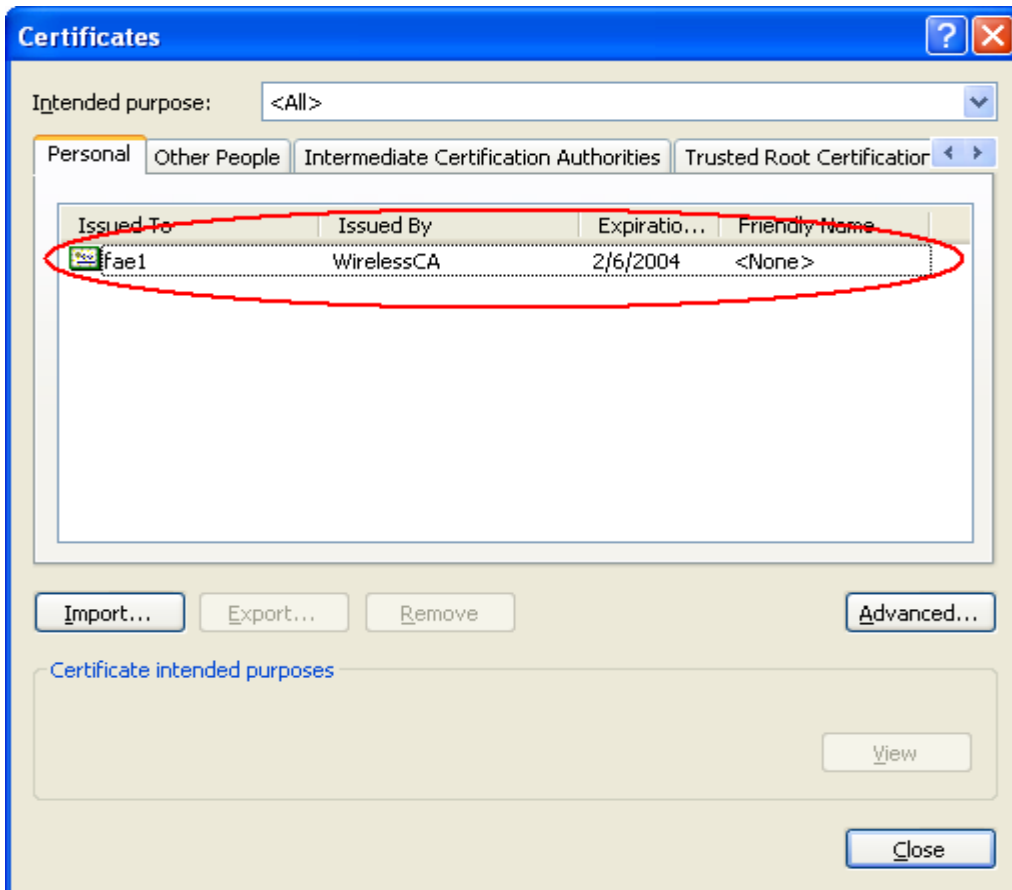 Certificates
Intended purpose: <All>
Personal Other People Intermediate Certification Authorities Trusted Root Certification
Issued To Issued By Expiratio... Friendly Name
fae1 WirelessCA 2/6/2004 <None>
Import... Export... Remove Advanced...
Certificate intended purposes
View
Close